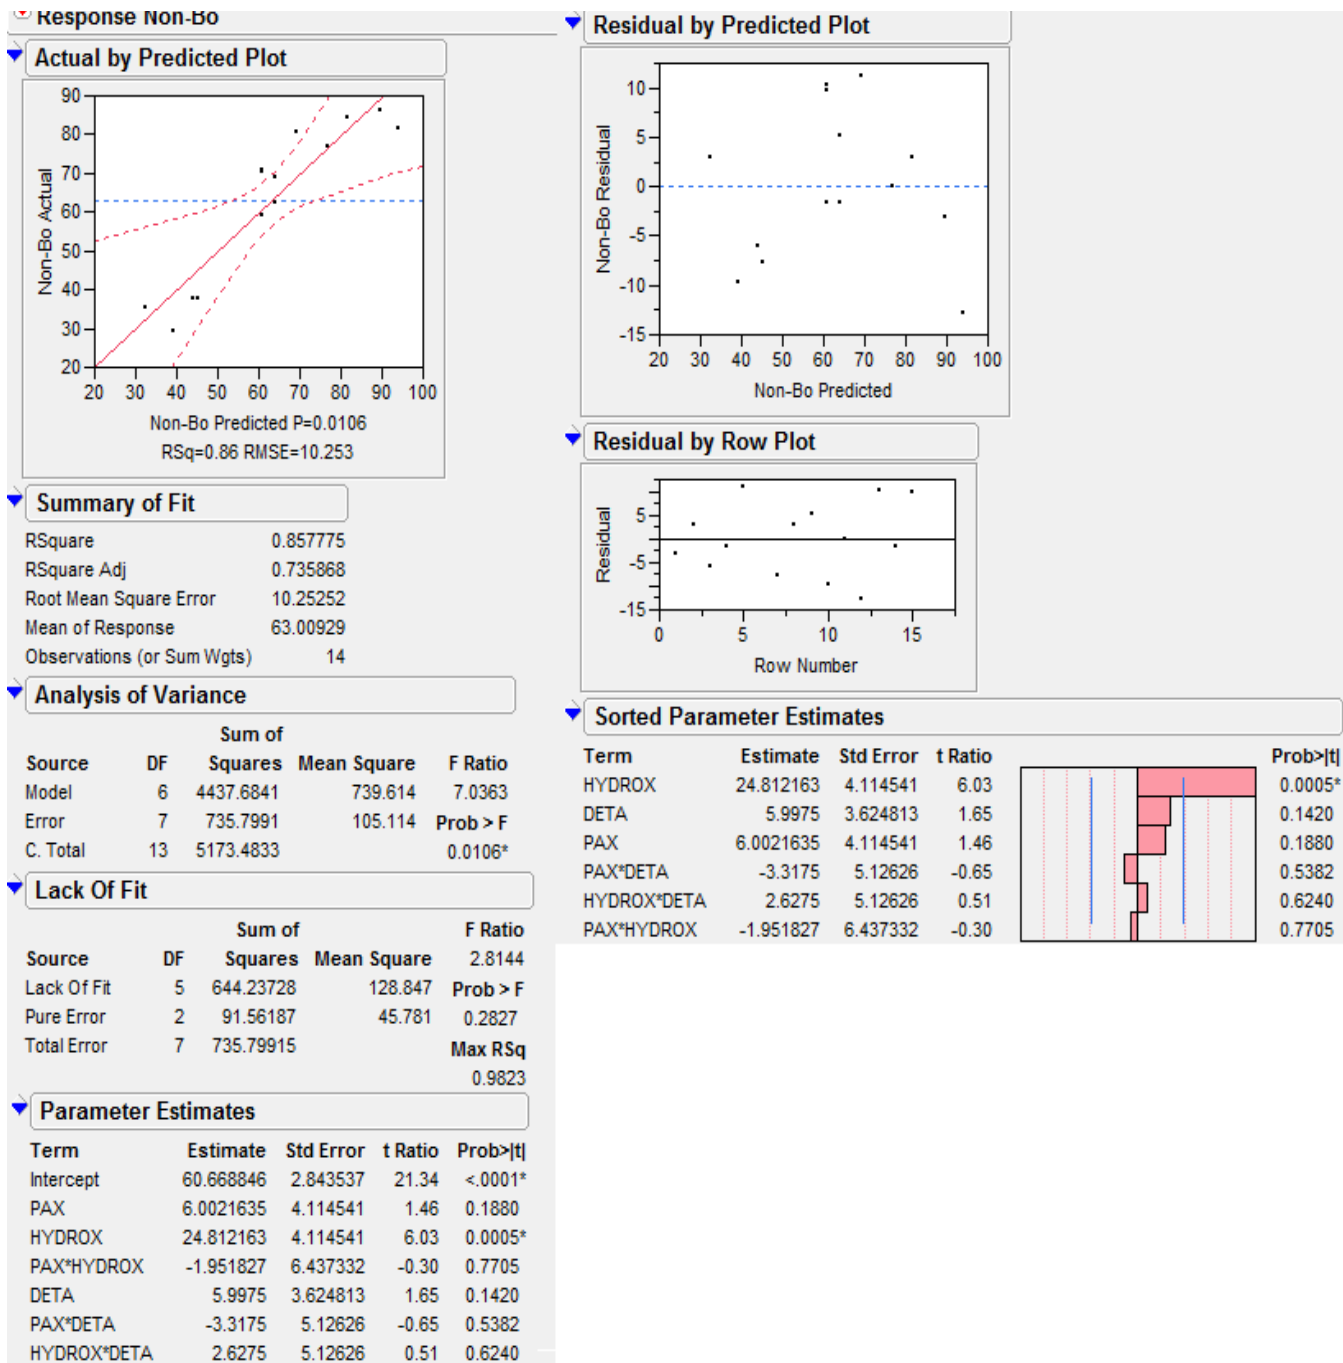 Response Non-Bo
Actual by Predicted Plot
90
80
70
60
50
40
30
20
Non-Bo Actual
20 30 40 50 60 70 80 90 100
Non-Bo Predicted P=0.0106
RSq=0.86 RMSE=10.253
Summary of Fit
RSquare 0.857775
RSquare Adj 0.735868
Root Mean Square Error 10.25252
Mean of Response 63.00929
Observations (or Sum Wgts) 14
Analysis of Variance
Sum of
Source DF Squares Mean Square F Ratio
Model 6 4437.6841 739.614 7.0363
Error 7 735.7991 105.114 Prob > F
C. Total 13 5173.4833 0.0106*
Lack Of Fit
Sum of F Ratio
Source DF Squares Mean Square 2.8144
Lack Of Fit 5 644.23728 128.847 Prob > F
Pure Error 2 91.56187 45.781 0.2827
Total Error 7 735.79915 Max RSq
0.9823
Parameter Estimates
Term Estimate Std Error t Ratio Prob>|t|
Intercept 60.668846 2.843537 21.34 <.0001*
PAX 6.0021635 4.114541 1.46 0.1880
HYDROX 24.812163 4.114541 6.03 0.0005*
PAX*HYDROX -1.951827 6.437332 -0.30 0.7705
DETA 5.9975 3.624813 1.65 0.1420
PAX*DETA -3.3175 5.12626 -0.65 0.5382
HYDROX*DETA 2.6275 5.12626 0.51 0.6240
Residual by Predicted Plot
10
5
0
-5
-10
-15
Non-Bo Residual
20 30 40 50 60 70 80 90 100
Non-Bo Predicted
Residual by Row Plot
5
-5
-15
Residual
0 5 10 15
Row Number
Sorted Parameter Estimates
Term Estimate Std Error t Ratio Prob>|t|
HYDROX 24.812163 4.114541 6.03 0.0005*
DETA 5.9975 3.624813 1.65 0.1420
PAX 6.0021635 4.114541 1.46 0.1880
PAX*DETA -3.3175 5.12626 -0.65 0.5382
HYDROX*DETA 2.6275 5.12626 0.51 0.6240
PAX*HYDROX -1.951827 6.437332 -0.30 0.7705